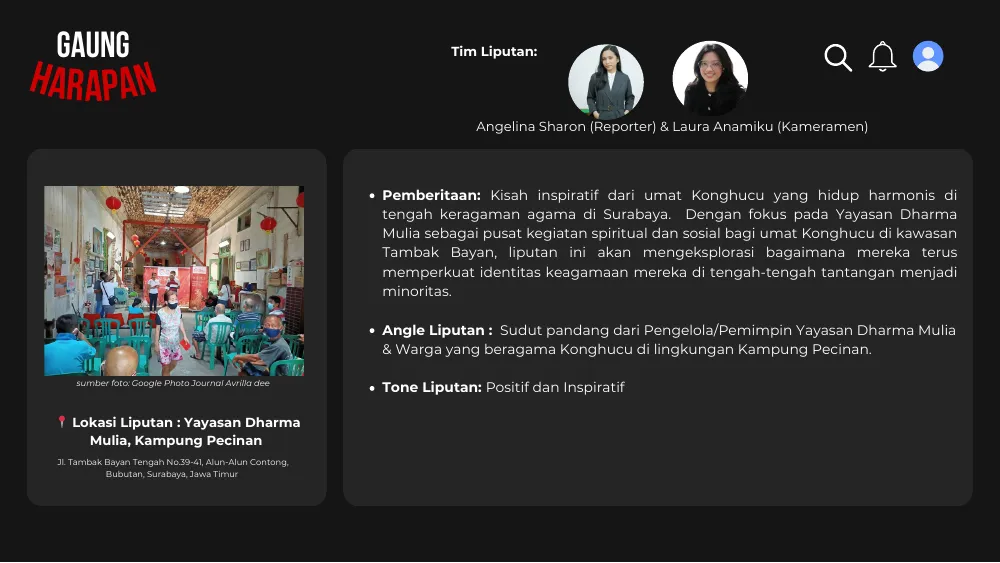 GAUNG
HARAPAN
Tim Liputan:
Angelina Sharon (Reporter) & Laura Anamiku (Kameramen)
sumber foto: Google Photo Journal Avrilla dee
Lokasi Liputan : Yayasan Dharma
Mulia, Kampung Pecinan
Jl. Tambak Bayan Tengah No.39-41, Alun-Alun Contong,
Bubutan, Surabaya, Jawa Timur
• Pemberitaan: Kisah inspiratif dari umat Konghucu yang hidup harmonis di
tengah keragaman agama di Surabaya. Dengan fokus pada Yayasan Dharma
Mulia sebagai pusat kegiatan spiritual dan sosial bagi umat Konghucu di kawasan
Tambak Bayan, liputan ini akan mengeksplorasi bagaimana mereka terus
memperkuat identitas keagamaan mereka di tengah-tengah tantangan menjadi
minoritas.
• Angle Liputan : Sudut pandang dari Pengelola/Pemimpin Yayasan Dharma Mulia
& Warga yang beragama Konghucu di lingkungan Kampung Pecinan.
• Tone Liputan: Positif dan Inspiratif